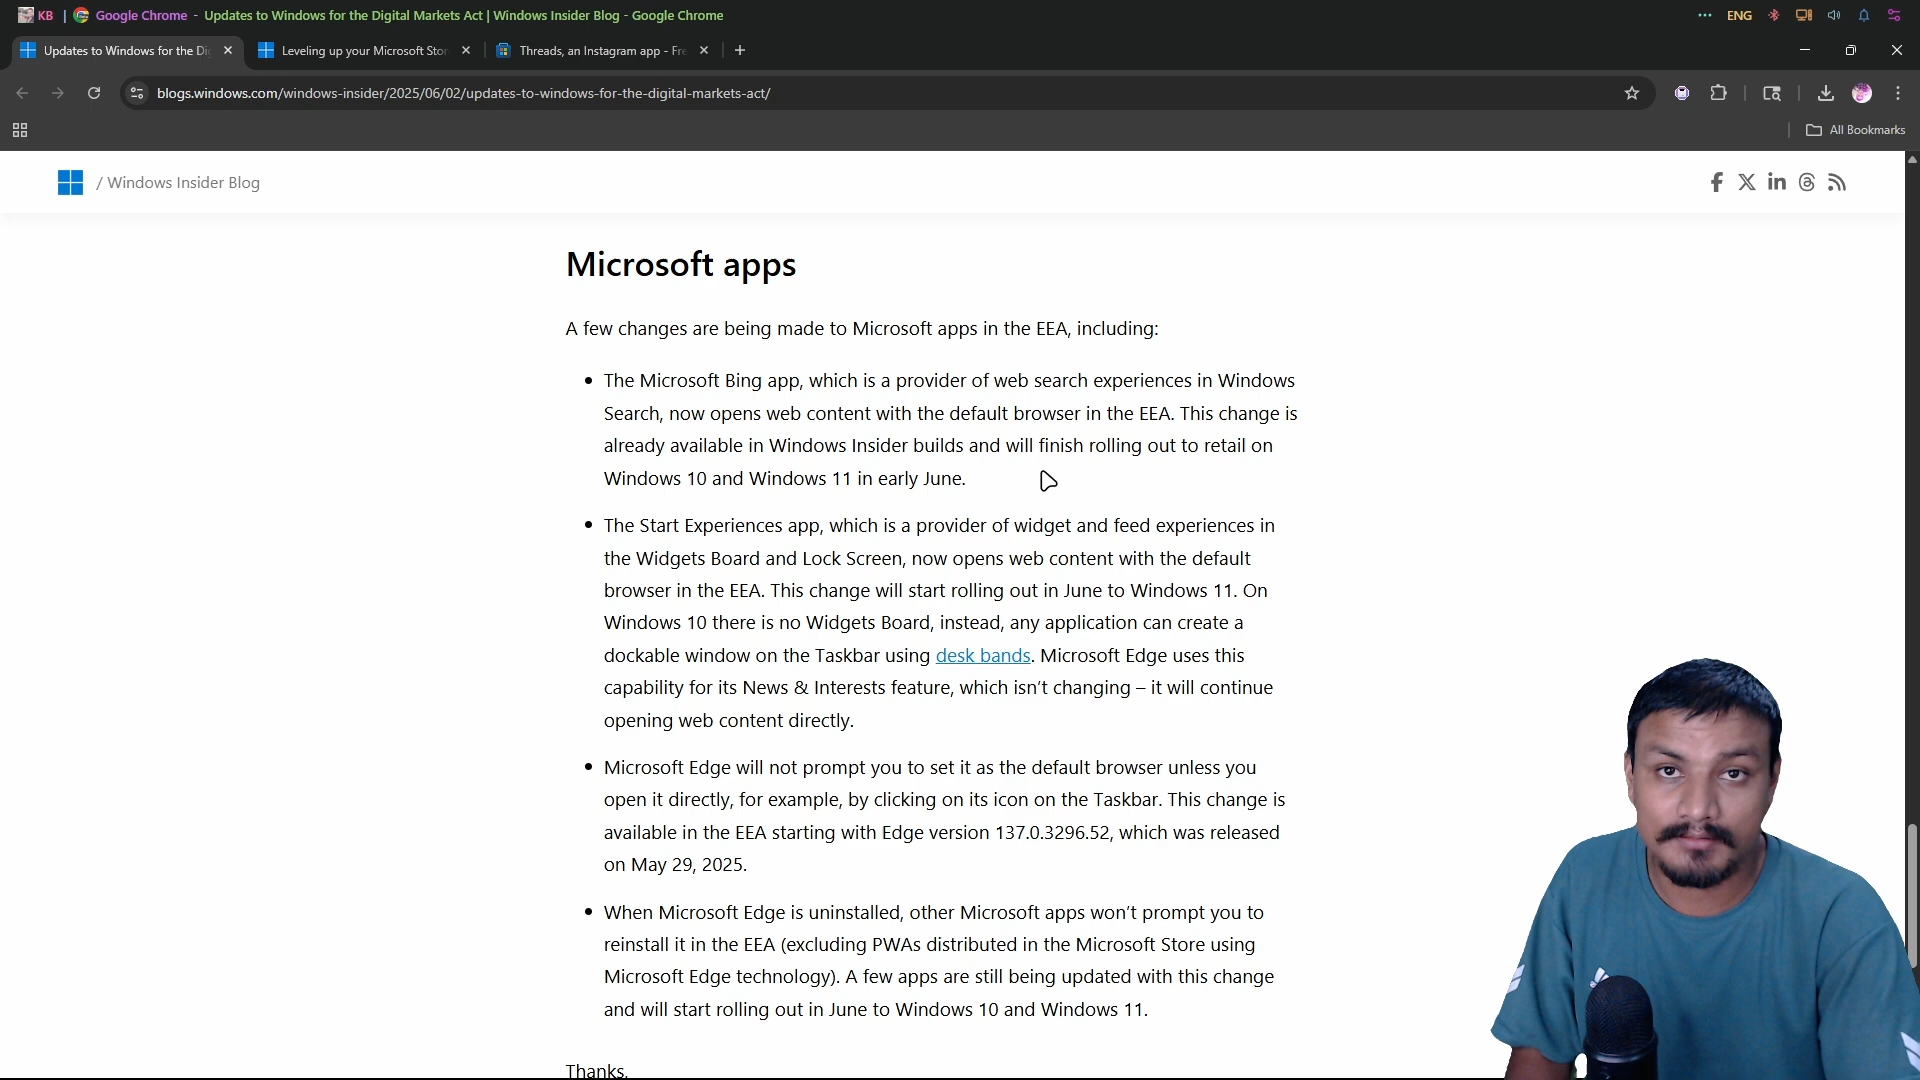 KB | Google Chrome - Updates to Windows for the Digital Markets Act | Windows Insider Blog - Google Chrome
ENG
Updates to Windows for the Di
Leveling up your Microsoft Stor
Threads, an Instagram app - Fre
blogs.windows.com/windows-insider/2025/06/02/updates-to-windows-for-the-digital-markets-act/
All Bookmarks
/ Windows Insider Blog
Microsoft apps
A few changes are being made to Microsoft apps in the EEA, including:
• The Microsoft Bing app, which is a provider of web search experiences in Windows
Search, now opens web content with the default browser in the EEA. This change is
already available in Windows Insider builds and will finish rolling out to retail on
Windows 10 and Windows 11 in early June.
• The Start Experiences app, which is a provider of widget and feed experiences in
the Widgets Board and Lock Screen, now opens web content with the default
browser in the EEA. This change will start rolling out in June to Windows 11. On
Windows 10 there is no Widgets Board, instead, any application can create a
dockable window on the Taskbar using desk bands. Microsoft Edge uses this
capability for its News & Interests feature, which isn’t changing – it will continue
opening web content directly.
• Microsoft Edge will not prompt you to set it as the default browser unless you
open it directly, for example, by clicking on its icon on the Taskbar. This change is
available in the EEA starting with Edge version 137.0.3296.52, which was released
on May 29, 2025.
• When Microsoft Edge is uninstalled, other Microsoft apps won’t prompt you to
reinstall it in the EEA (excluding PWAs distributed in the Microsoft Store using
Microsoft Edge technology). A few apps are still being updated with this change
and will start rolling out in June to Windows 10 and Windows 11.
Thanks,